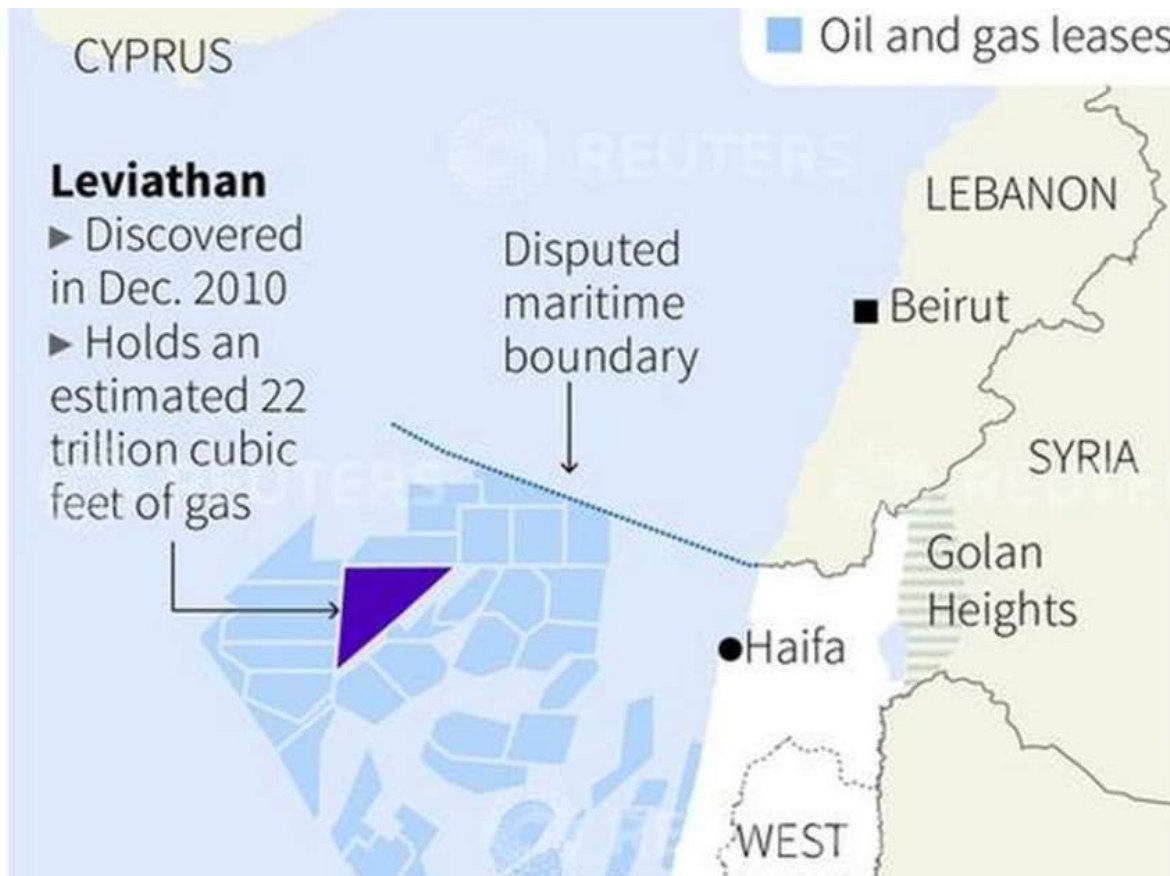 CYPRUS
Oil and gas leases
REUTERS
Leviathan
▶ Discovered
in Dec. 2010
▶ Holds an
estimated 22
trillion cubic
feet of gas
Disputed
maritime
boundary
LEBANON
Beirut
SYRIA
Golan
Heights
Haifa
WEST